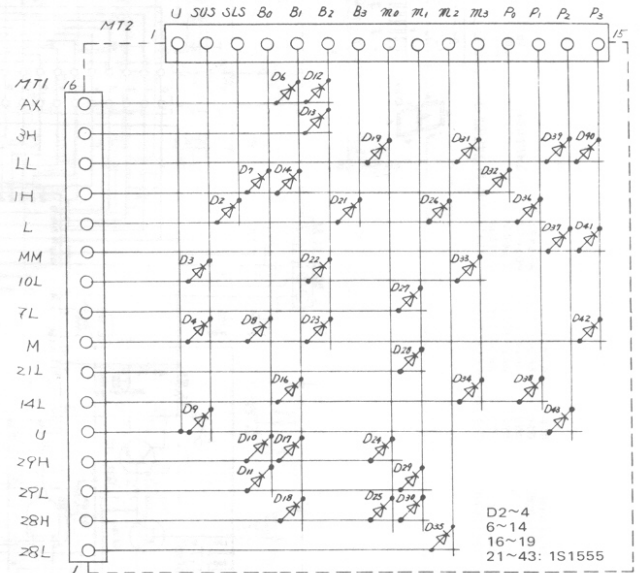 MT2
U SUS SLS B0 B1 B2 B3 M0 M1 M2 M3 P0 P1 P2 P3
1 15
MT1 16
AX D6 D12
D13
3H D19 D31 D39 D40
LL D7 D14 D32
1H D2 D21 D26 D36
L D37 D41
MM D3 D22 D33
10L D27
7L D4 D8 D23 D42
M D28
21L D16 D34 D38
14L D9 D43
U D10 D17 D24
29H D11 D29
29L D18 D25 D30
28H D35
28L
1
D2~4
6~14
16~19
21~43: 1S1555